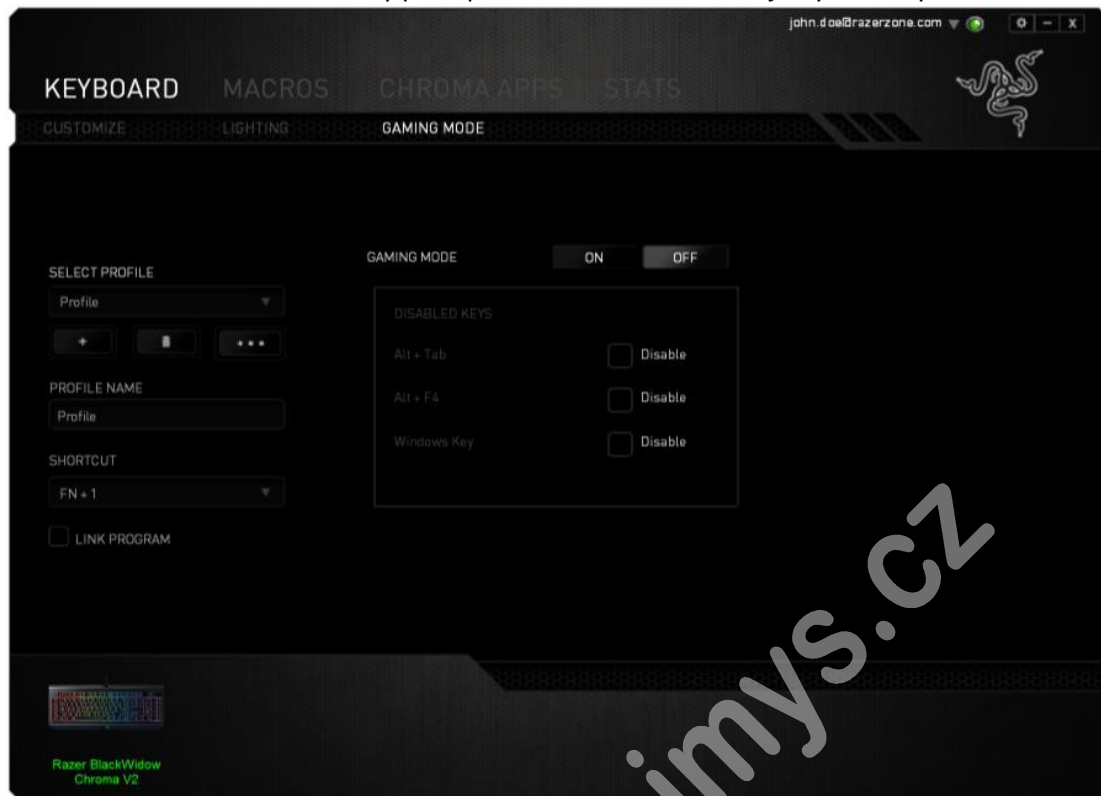 john.doe@razerzone.com
KEYBOARD MACROS CHROMA APPS STATS
CUSTOMIZE LIGHTING GAMING MODE
GAMING MODE ON OFF
SELECT PROFILE
Profile
DISABLED KEYS
Alt + Tab Disable
PROFILE NAME
Alt + F4 Disable
Profile
Windows Key Disable
SHORTCUT
FN + 1
LINK PROGRAM
Razer BlackWidow
Chroma V2
imys.cz